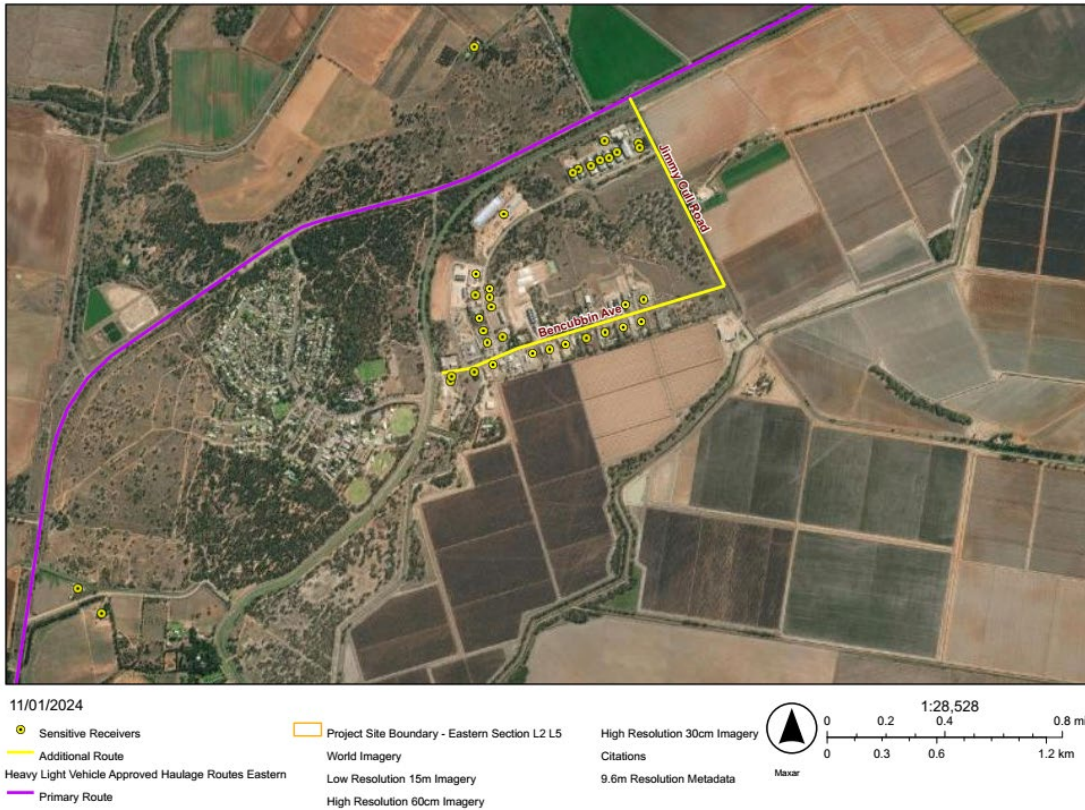 Jimmy Cull Road
Bencubbin Ave
11/01/2024
Sensitive Receivers
Additional Route
Heavy Light Vehicle Approved Haulage Routes Eastern
Primary Route
Project Site Boundary - Eastern Section L2 L5
World Imagery
Low Resolution 15m Imagery
High Resolution 60cm Imagery
High Resolution 30cm Imagery
Citations
9.6m Resolution Metadata
Maxar
1:28,528
0 0.2 0.4 0.8 mi
0 0.3 0.6 1.2 km